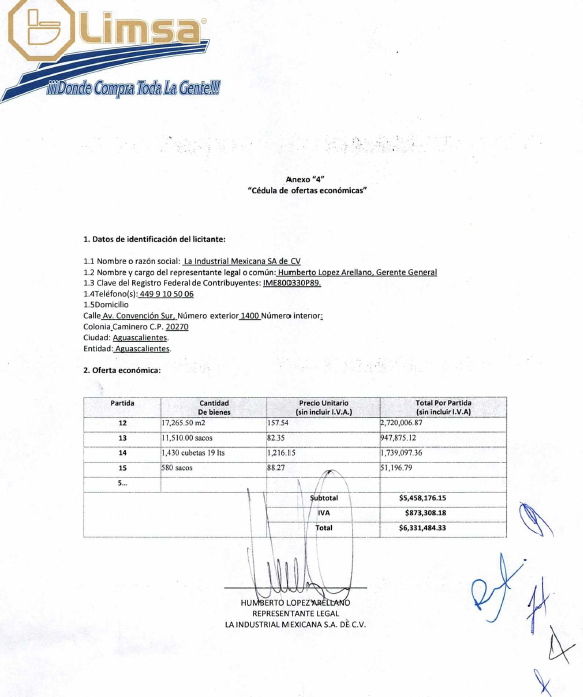 Limsa®
¡¡¡Donde Compra Toda La Gente!!!
Anexo "4"
"Cédula de ofertas económicas"
1. Datos de identificación del licitante:
1.1 Nombre o razón social: La Industrial Mexicana SA de CV
1.2 Nombre y cargo del representante legal o común: Humberto Lopez Arellano, Gerente General
1.3 Clave del Registro Federal de Contribuyentes: IME800330P89.
1.4Teléfono(s): 449 9 10 50 06
1.5Domicilio
Calle Av. Convención Sur, Número exterior 1400 Número interior:
Colonia Caminero C.P. 20270
Ciudad: Aguascalientes.
Entidad: Aguascalientes.
2. Oferta económica:
Partida Cantidad De bienes Precio Unitario (sin incluir I.V.A.) Total Por Partida (sin incluir I.V.A)
12 17,265.50 m2 157.54 2,720,006.87
13 11,510.00 sacos 82.35 947,875.12
14 1,430 cubetas 19 lts 1,216.15 1,739,097.36
15 580 sacos 88.27 51,196.79
5...
Subtotal $5,458,176.15
IVA $873,308.18
Total $6,331,484.33
HUMBERTO LOPEZ ARELLANO
REPRESENTANTE LEGAL
LA INDUSTRIAL MEXICANA S.A. DE C.V.